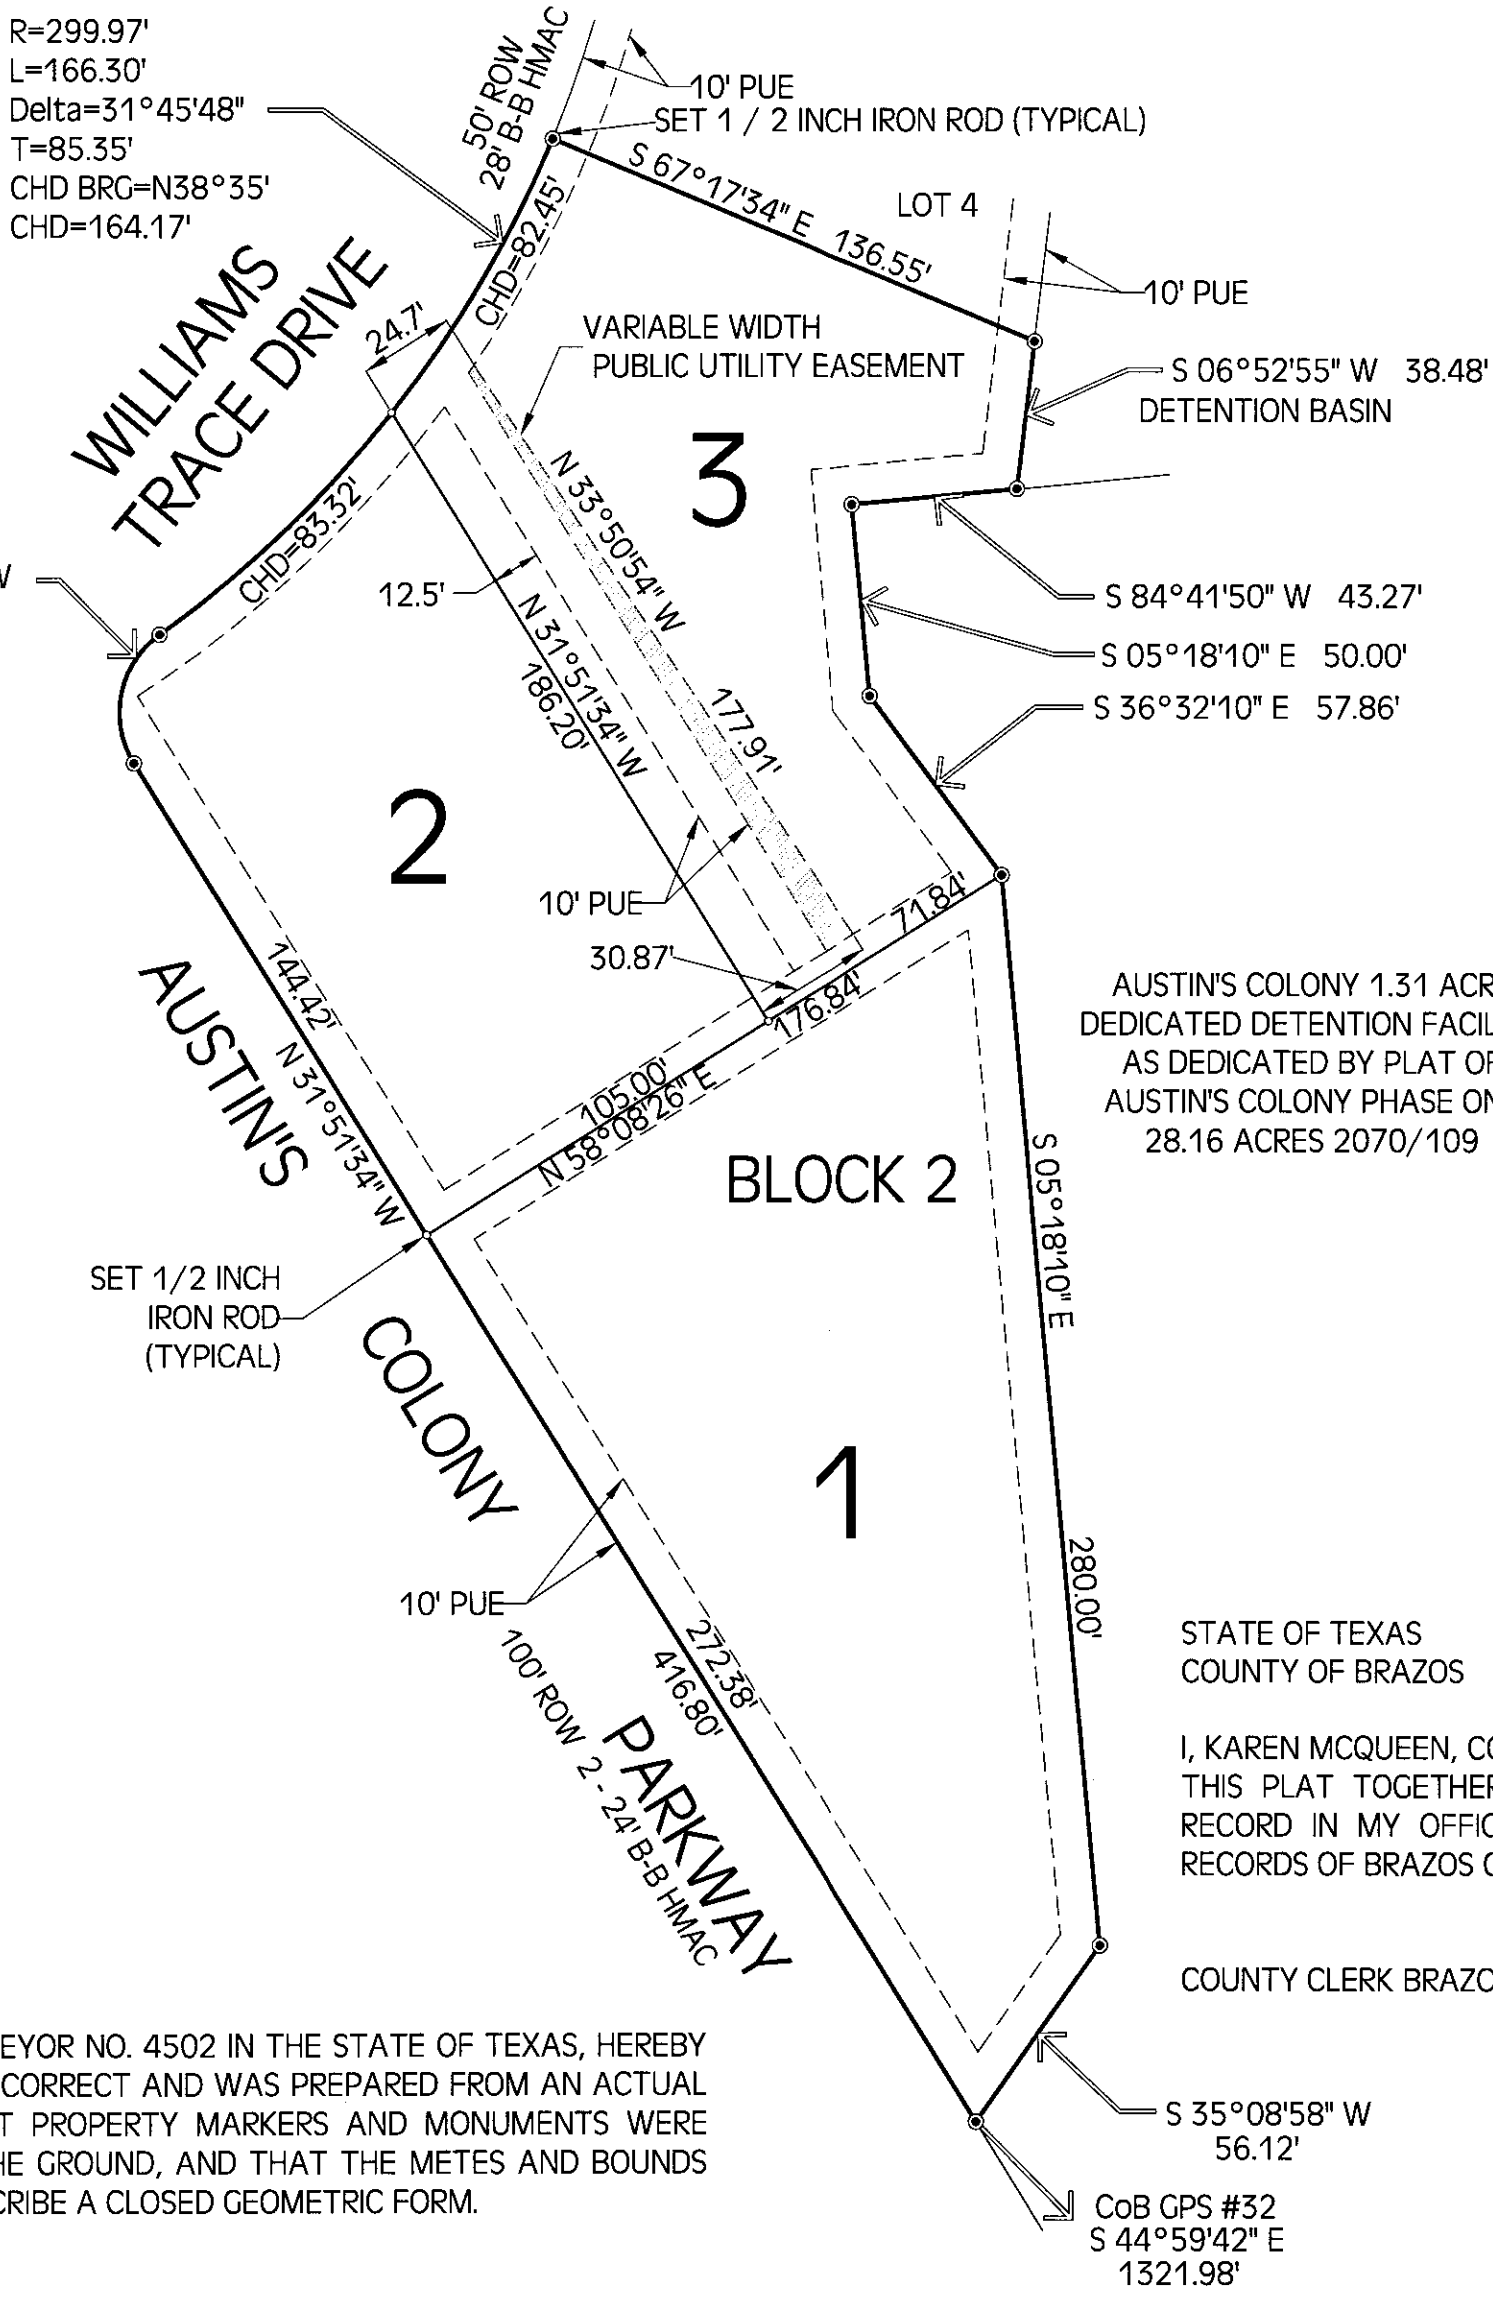 R=299.97'
L=166.30'
Delta=31°45'48"
T=85.35'
CHD BRG=N38°35'
CHD=164.17'
50' ROW
28' B-B HMAC
10' PUE
SET 1 / 2 INCH IRON ROD (TYPICAL)
S 67°17'34" E 136.55'
LOT 4
10' PUE
CHD=82.45'
24.7'
WILLIAMS
TRACE DRIVE
VARIABLE WIDTH
PUBLIC UTILITY EASEMENT
S 06°52'55" W 38.48'
DETENTION BASIN
3
CHD=83.32'
N 33°50'54" W
177.91'
12.5'
N 31°51'34" W
186.20'
S 84°41'50" W 43.27'
S 05°18'10" E 50.00'
S 36°32'10" E 57.86'
W
2
10' PUE
30.87'
71.84'
176.84'
144.42'
N 31°51'34" W
105.00'
N 58°08'26" E
AUSTIN'S
COLONY
PARKWAY
AUSTIN'S COLONY 1.31 ACR
DEDICATED DETENTION FACIL
AS DEDICATED BY PLAT OF
AUSTIN'S COLONY PHASE ON
28.16 ACRES 2070/109
BLOCK 2
S 05°18'10" E
280.00'
SET 1/2 INCH
IRON ROD
(TYPICAL)
1
10' PUE
272.38'
416.80'
100' ROW 2 - 24' B-B HMAC
STATE OF TEXAS
COUNTY OF BRAZOS
I, KAREN MCQUEEN, CO
THIS PLAT TOGETHER
RECORD IN MY OFFIC
RECORDS OF BRAZOS C
COUNTY CLERK BRAZO
EYOR NO. 4502 IN THE STATE OF TEXAS, HEREBY
CORRECT AND WAS PREPARED FROM AN ACTUAL
T PROPERTY MARKERS AND MONUMENTS WERE
HE GROUND, AND THAT THE METES AND BOUNDS
CRIBE A CLOSED GEOMETRIC FORM.
S 35°08'58" W
56.12'
CoB GPS #32
S 44°59'42" E
1321.98'